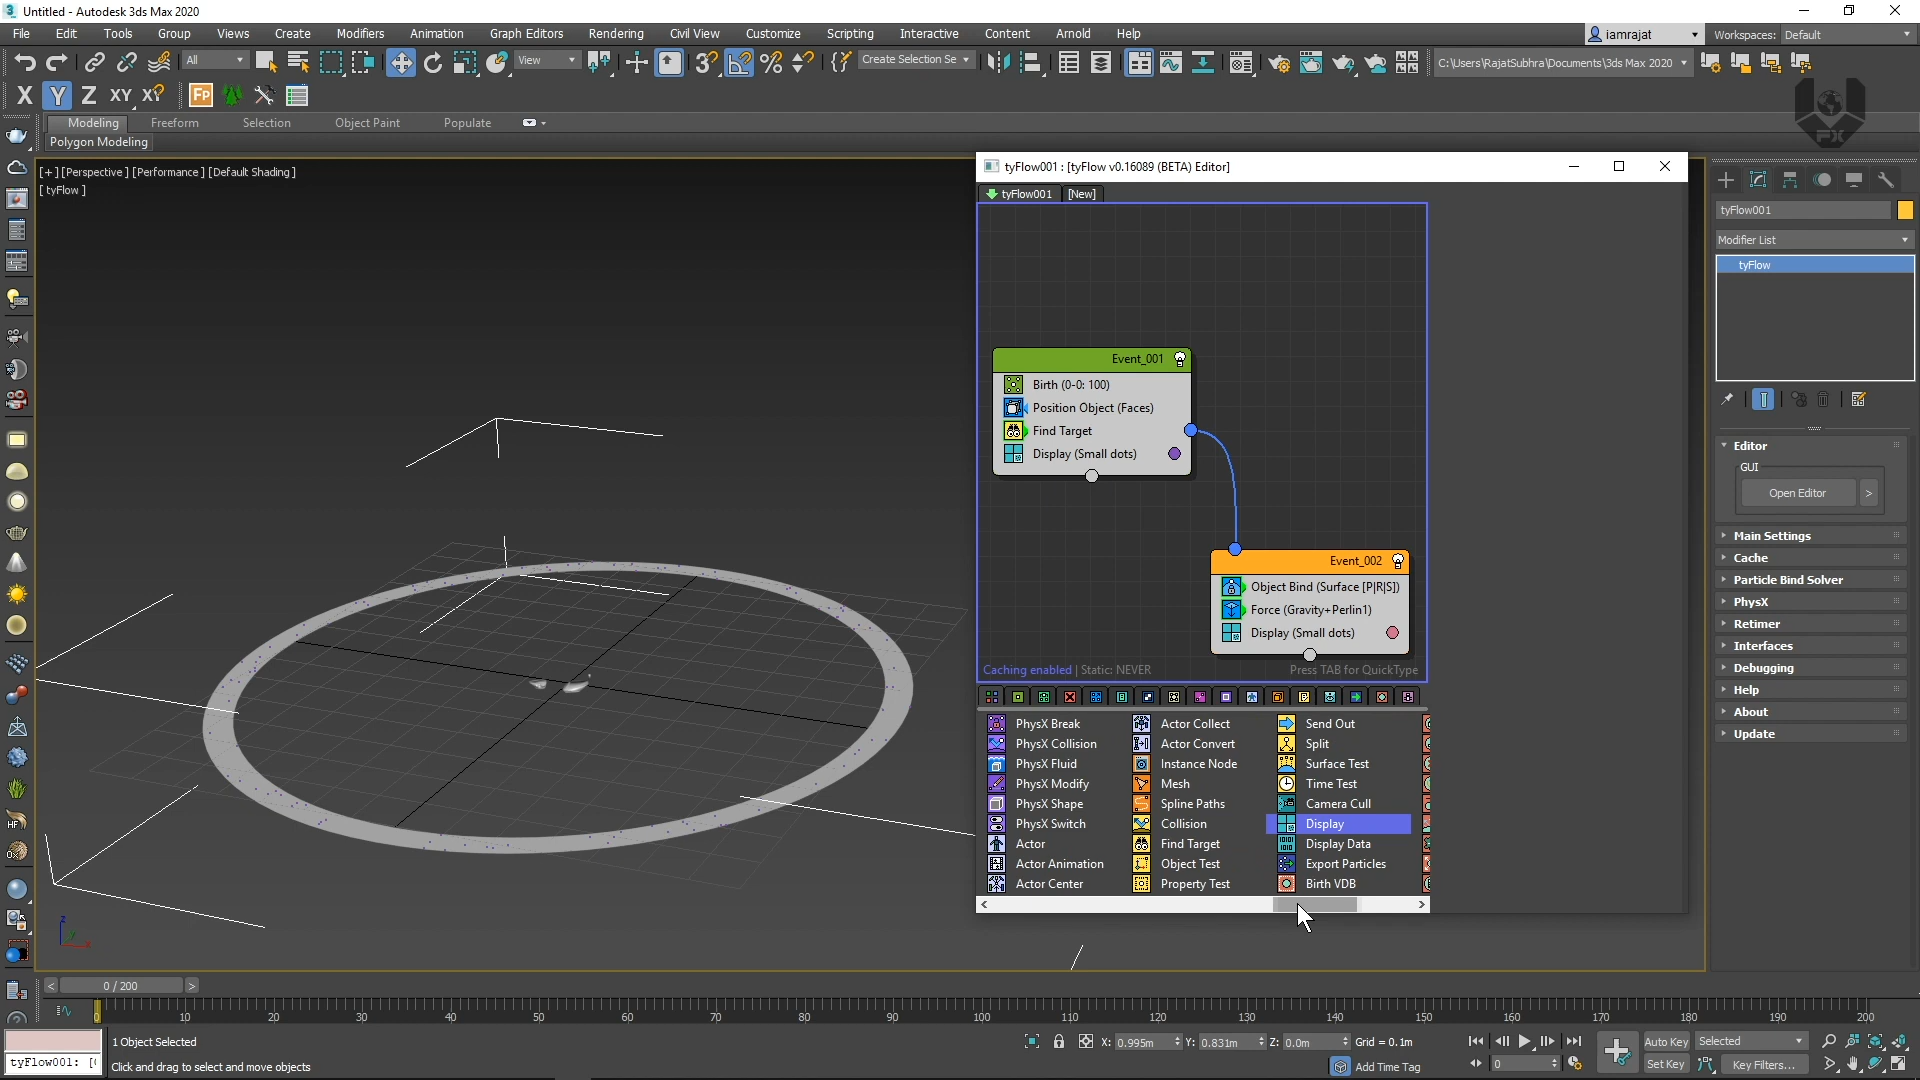 Untitled - Autodesk 3ds Max 2020
File Edit Tools Group Views Create Modifiers Animation Graph Editors Rendering Civil View Customize Scripting Interactive Content Arnold Help
iamrajat Workspaces: Default
All View Create Selection Se C:\Users\RajatSubhra\Documents\3ds Max 2020
X Y Z XY XY FP
Modeling Freeform Selection Object Paint Populate
Polygon Modeling
FX
[+] [Perspective ] [Performance ] [Default Shading ]
[ tyFlow ]
tyFlow001 : [tyFlow v0.16089 (BETA) Editor]
tyFlow001 [New]
Event_001
Birth (0-0: 100)
Position Object (Faces)
Find Target
Display (Small dots)
Event_002
Object Bind (Surface [P|R|S])
Force (Gravity+Perlin1)
Display (Small dots)
Caching enabled | Static: NEVER Press TAB for QuickType
PhysX Break Actor Collect Send Out
PhysX Collision Actor Convert Split
PhysX Fluid Instance Node Surface Test
PhysX Modify Mesh Time Test
PhysX Shape Spline Paths Camera Cull
PhysX Switch Collision Display
Actor Find Target Display Data
Actor Animation Object Test Export Particles
Actor Center Property Test Birth VDB
tyFlow001
Modifier List
tyFlow
Editor
GUI
Open Editor >
Main Settings
Cache
Particle Bind Solver
PhysX
Retimer
Interfaces
Debugging
Help
About
Update
z y x
< 0 / 200 >
0 10 20 30 40 50 60 70 80 90 100 110 120 130 140 150 160 170 180 190 200
1 Object Selected X: 0.995m Y: 0.831m Z: 0.0m Grid = 0.1m Auto Key Selected
tyFlow001: [( Click and drag to select and move objects Add Time Tag 0 Set Key Key Filters...